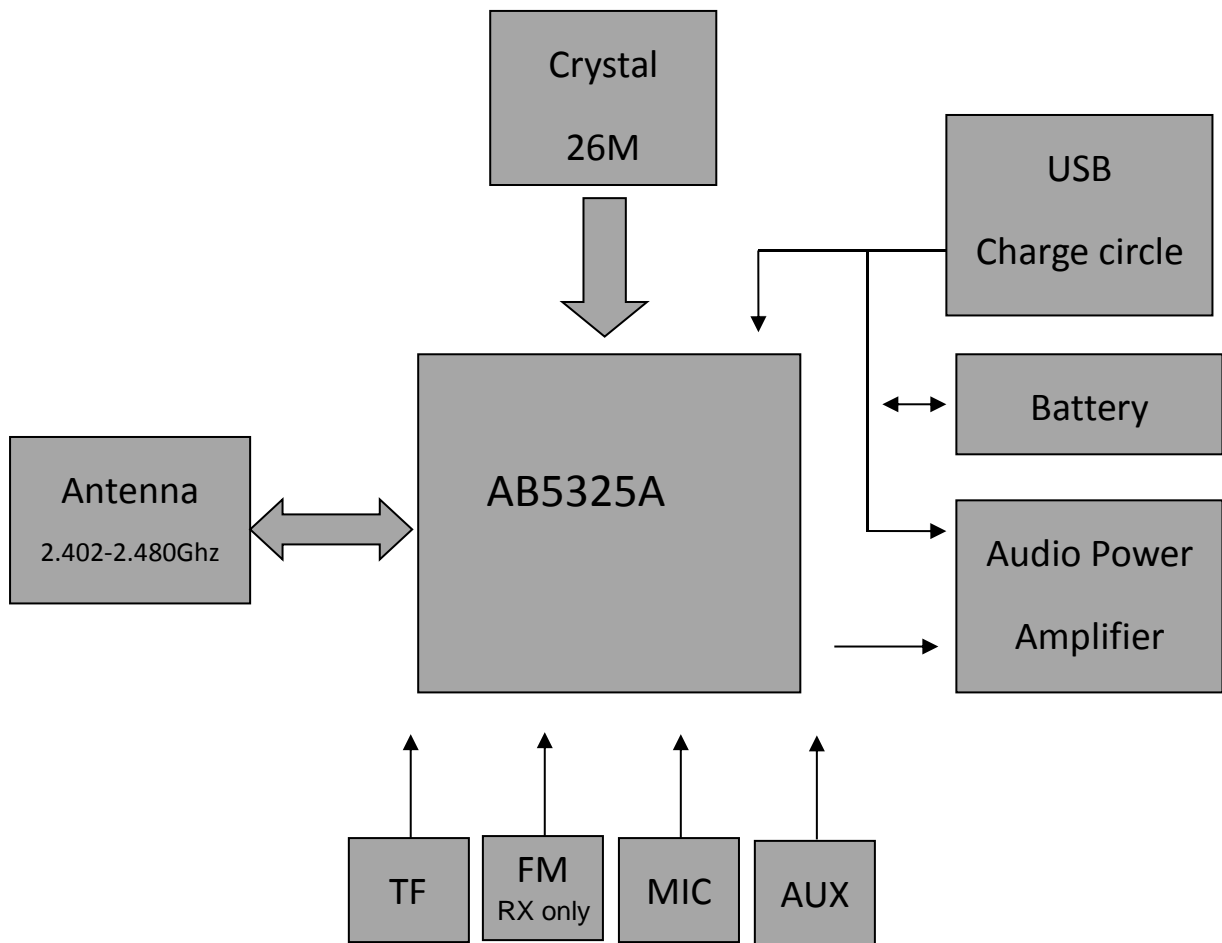 Crystal
26M
USB
Charge circle
Battery
Antenna
2.402-2.480Ghz
AB5325A
Audio Power
Amplifier
TF
FM
RX only
MIC
AUX